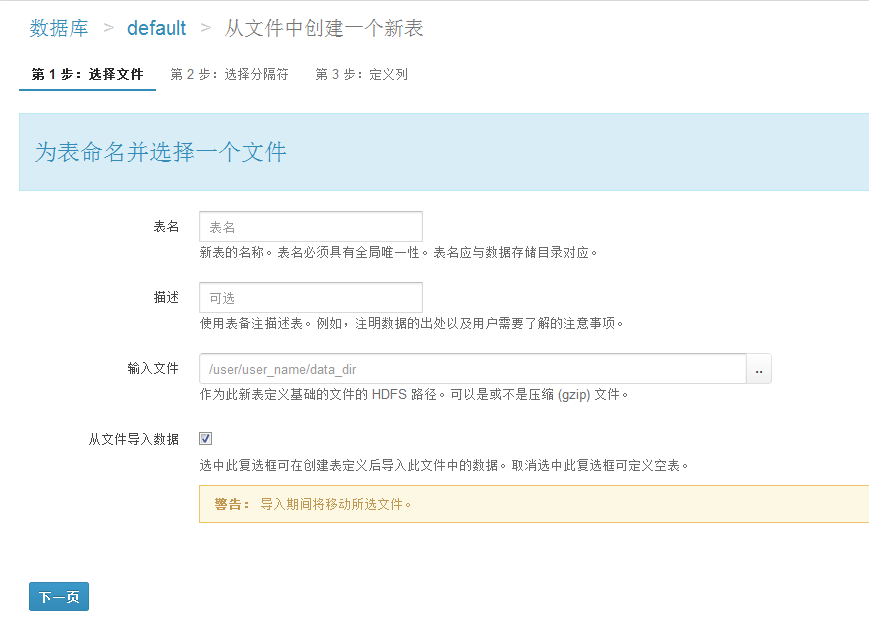 数据库 > default > 从文件中创建一个新表
第 1 步：选择文件 第 2 步：选择分隔符 第 3 步：定义列
为表命名并选择一个文件
表名 表名
新表的名称。表名必须具有全局唯一性。表名应与数据存储目录对应。
描述 可选
使用表备注描述表。例如，注明数据的出处以及用户需要了解的注意事项。
输入文件 /user/user_name/data_dir ..
作为此新表定义基础的文件的 HDFS 路径。可以是或不是压缩 (gzip) 文件。
从文件导入数据
选中此复选框可在创建表定义后导入此文件中的数据。取消选中此复选框可定义空表。
警告： 导入期间将移动所选文件。
下一页